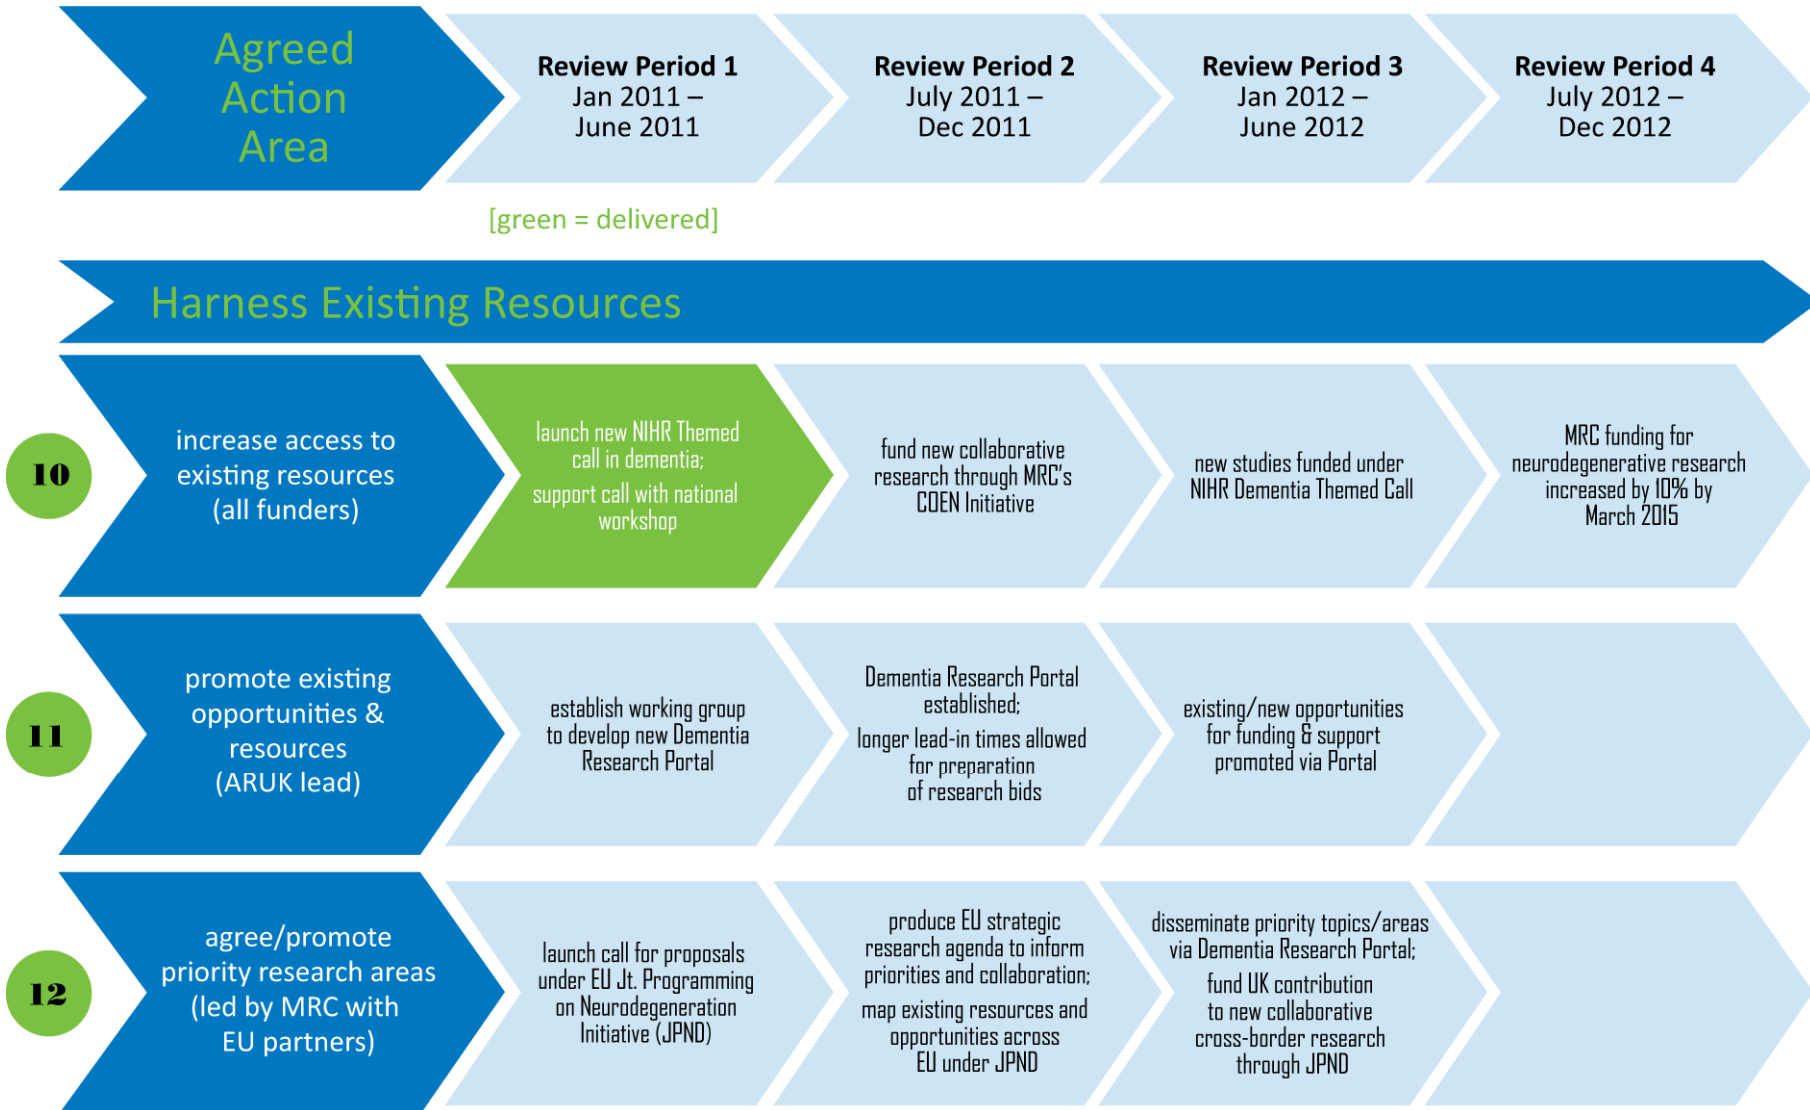 Agreed
Action
Area
Review Period 1
Jan 2011 –
June 2011
Review Period 2
July 2011 –
Dec 2011
Review Period 3
Jan 2012 –
June 2012
Review Period 4
July 2012 –
Dec 2012
[green = delivered]
Harness Existing Resources
10
increase access to
existing resources
(all funders)
launch new NIHR Themed
call in dementia;
support call with national
workshop
fund new collaborative
research through MRC's
COEN Initiative
new studies funded under
NIHR Dementia Themed Call
MRC funding for
neurodegenerative research
increased by 10% by
March 2015
11
promote existing
opportunities &
resources
(ARUK lead)
establish working group
to develop new Dementia
Research Portal
Dementia Research Portal
established;
longer lead-in times allowed
for preparation
of research bids
existing/new opportunities
for funding & support
promoted via Portal
12
agree/promote
priority research areas
(led by MRC with
EU partners)
launch call for proposals
under EU Jt. Programming
on Neurodegeneration
Initiative (JPND)
produce EU strategic
research agenda to inform
priorities and collaboration;
map existing resources and
opportunities across
EU under JPND
disseminate priority topics/areas
via Dementia Research Portal;
fund UK contribution
to new collaborative
cross-border research
through JPND